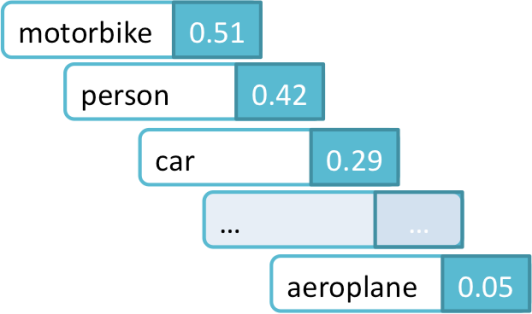 motorbike 0.51
person 0.42
car 0.29
... ...
aeroplane 0.05